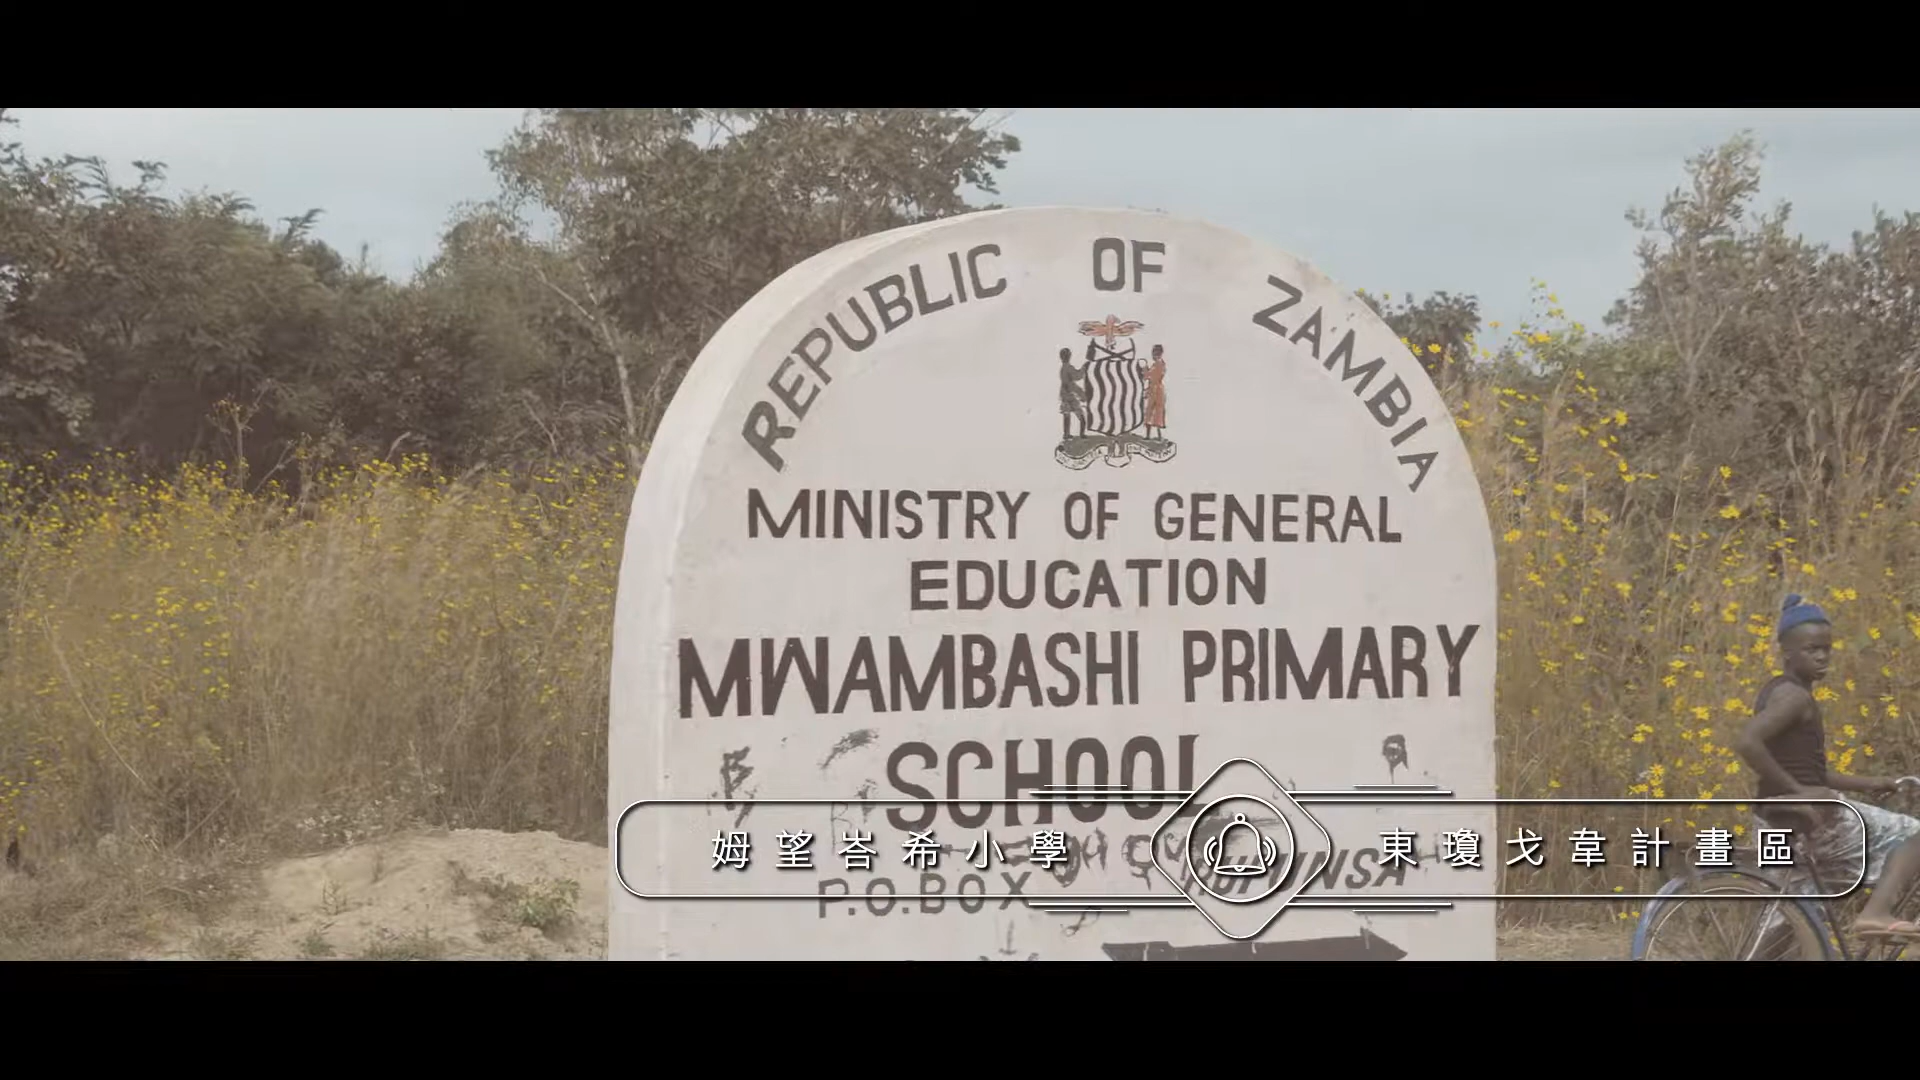 REPUBLIC OF ZAMBIA
MINISTRY OF GENERAL
EDUCATION
MWAMBASHI PRIMARY
SCHOOL
姆望峇希小學
東瓊戈韋計畫區
P.O.BOX